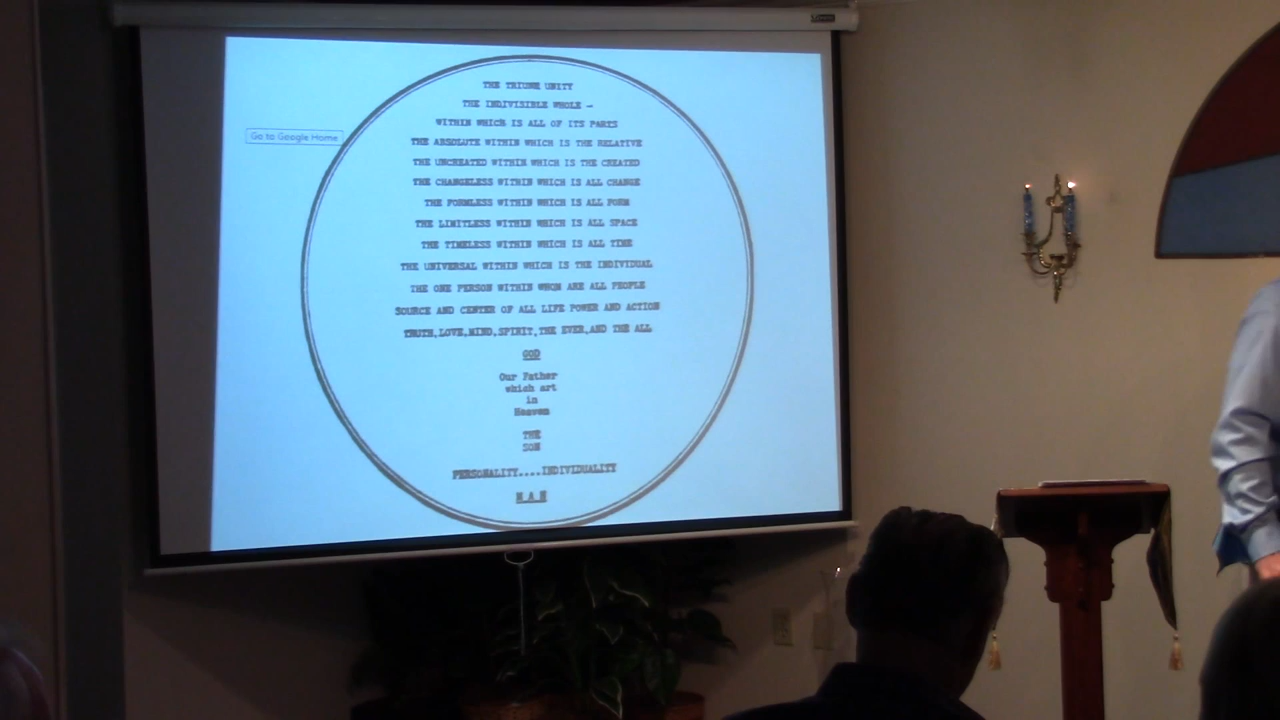 THE TRIUNE UNITY
THE INDIVISIBLE WHOLE –
WITHIN WHICH IS ALL OF ITS PARTS
THE ABSOLUTE WITHIN WHICH IS THE RELATIVE
Go to Google Home
THE UNCREATED WITHIN WHICH IS THE CREATED
THE CHANGELESS WITHIN WHICH IS ALL CHANGE
THE FORMLESS WITHIN WHICH IS ALL FORM
THE LIMITLESS WITHIN WHICH IS ALL SPACE
THE TIMELESS WITHIN WHICH IS ALL TIME
THE UNIVERSAL WITHIN WHICH IS THE INDIVIDUAL
THE ONE PERSON WITHIN WHOM ARE ALL PEOPLE
SOURCE AND CENTER OF ALL LIFE POWER AND ACTION
TRUTH,LOVE,MIND,SPIRIT,THE EVER,AND THE ALL
GOD
Our Father
which art
in
Heaven
THE
SON
PERSONALITY....INDIVIDUALITY
M A N